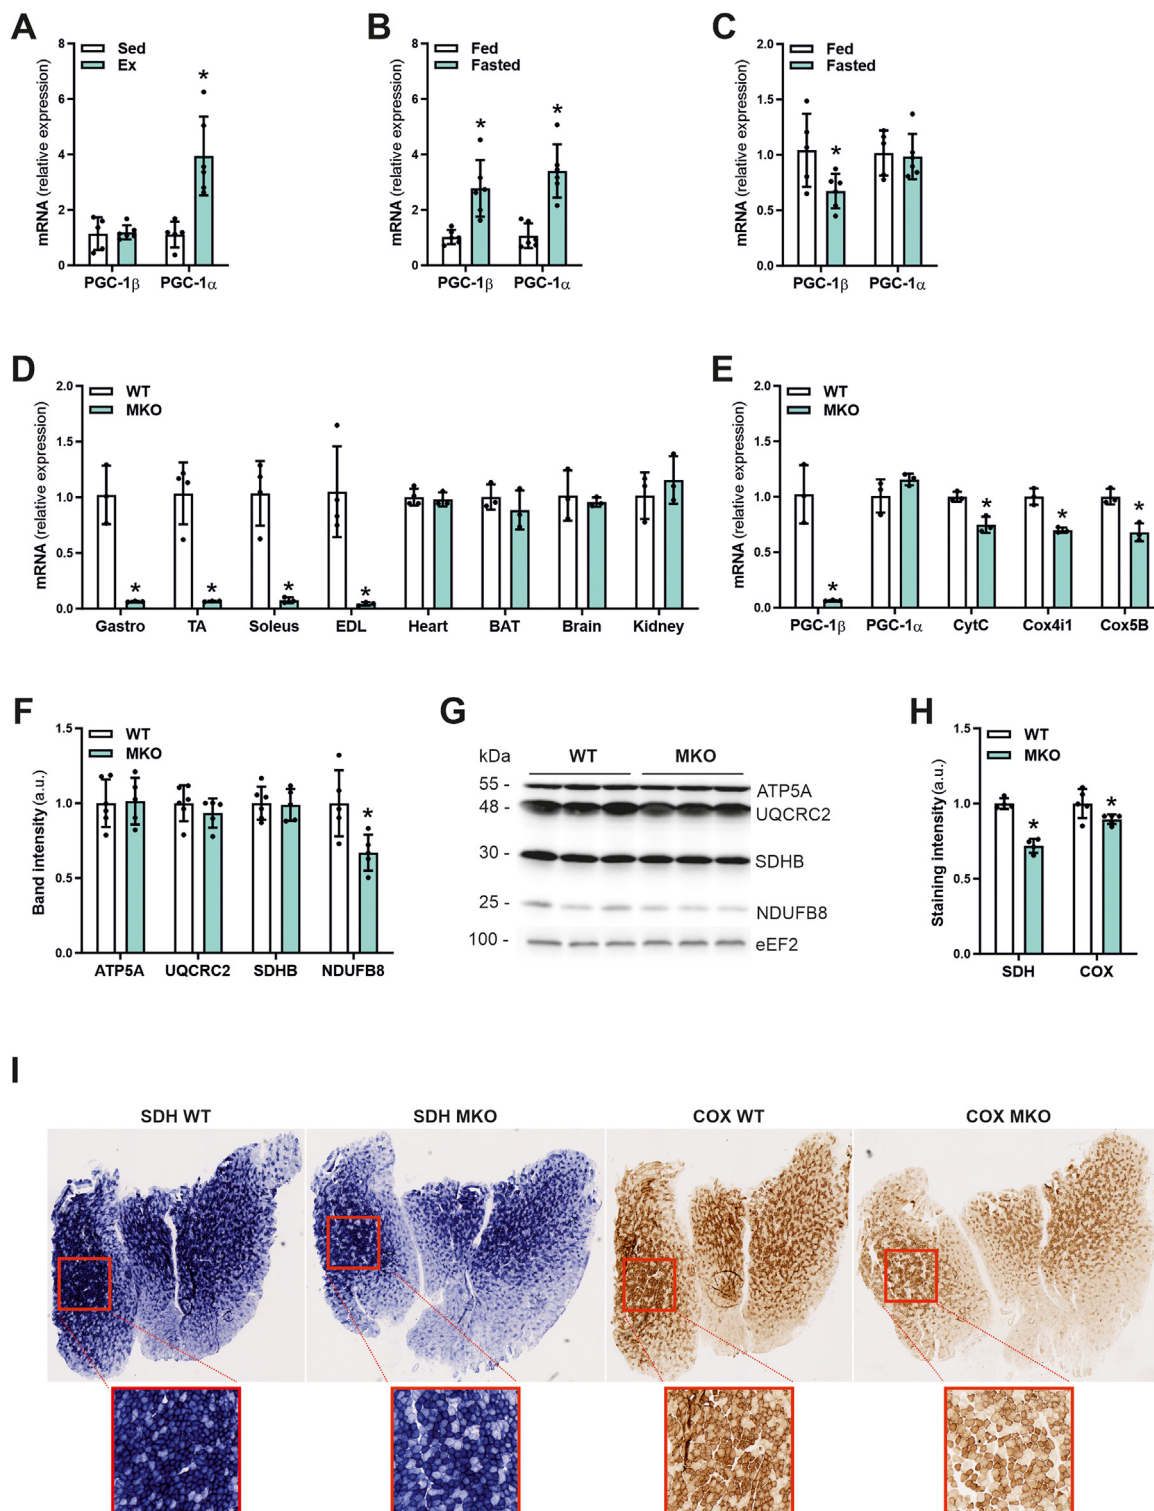 A
mRNA (relative expression)
8
6
4
2
0
Sed
Ex
*
PGC-1β PGC-1α
B
mRNA (relative expression)
8
6
4
2
0
Fed
Fasted
* *
PGC-1β PGC-1α
C
mRNA (relative expression)
2.0
1.5
1.0
0.5
0.0
Fed
Fasted
*
PGC-1β PGC-1α
D
mRNA (relative expression)
2.0
1.5
1.0
0.5
0.0
WT
MKO
* * * *
Gastro TA Soleus EDL Heart BAT Brain Kidney
E
mRNA (relative expression)
2.0
1.5
1.0
0.5
0.0
WT
MKO
* * * *
PGC-1β PGC-1α CytC Cox4i1 Cox5B
F
Band intensity (a.u.)
1.5
1.0
0.5
0.0
WT
MKO
*
ATP5A UQCRC2 SDHB NDUFB8
G
kDa WT MKO
55 - ATP5A
48 - UQCRC2
30 - SDHB
25 - NDUFB8
100 - eEF2
H
Staining intensity (a.u.)
1.5
1.0
0.5
0.0
WT
MKO
* *
SDH COX
I
SDH WT SDH MKO COX WT COX MKO